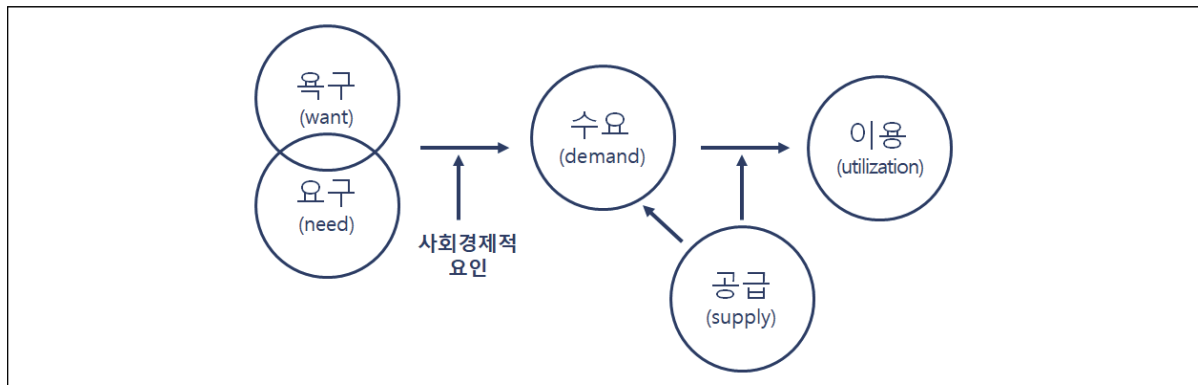 욕구
(want)
요구
(need)
사회경제적
요인
수요
(demand)
공급
(supply)
이용
(utilization)